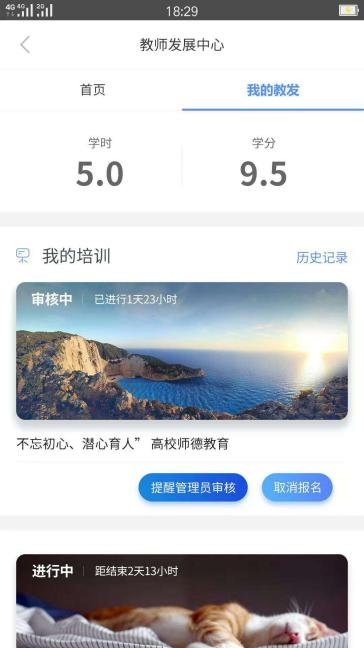 4G 4G 2G 18:29
教师发展中心
首页 我的教发
学时 学分
5.0 9.5
我的培训 历史记录
审核中 已进行1天23小时
不忘初心、潜心育人” 高校师德教育
提醒管理员审核 取消报名
进行中 距结束2天13小时